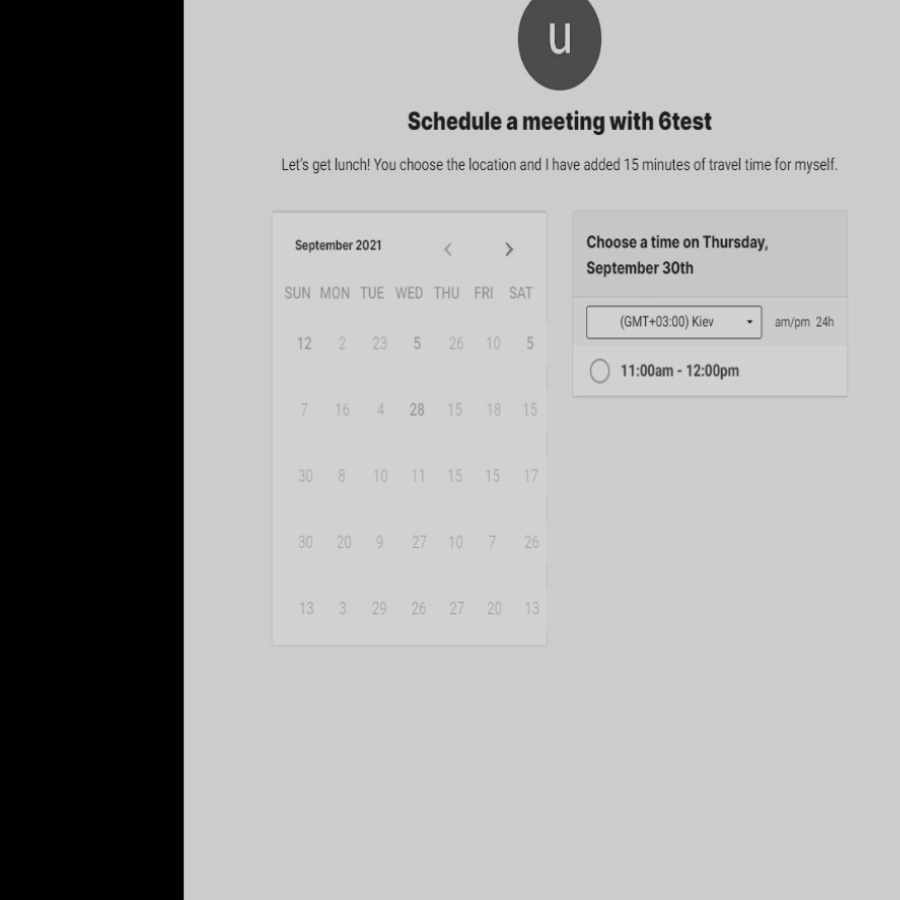 u
Schedule a meeting with 6test
Let's get lunch! You choose the location and I have added 15 minutes of travel time for myself.
September 2021
SUN MON TUE WED THU FRI SAT
12 2 23 5 26 10 5
7 16 4 28 15 18 15
30 8 10 11 15 15 17
30 20 9 27 10 7 26
13 3 29 26 27 20 13
Choose a time on Thursday,
September 30th
(GMT+03:00) Kiev am/pm 24h
11:00am - 12:00pm